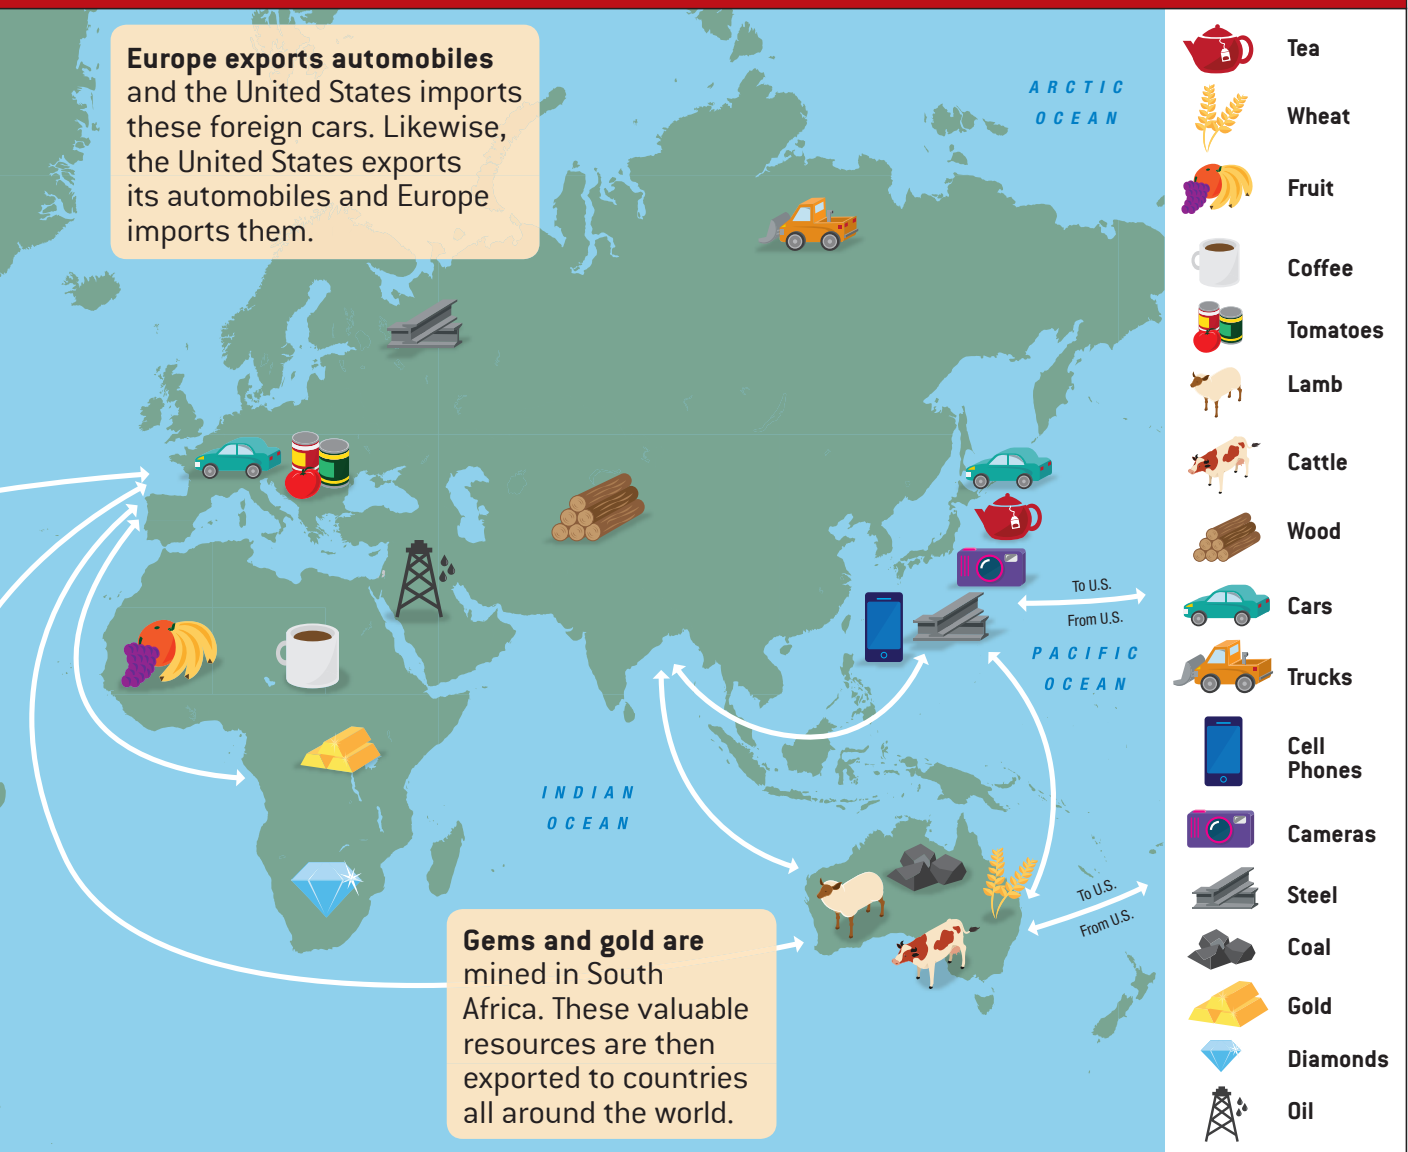 Europe exports automobiles
and the United States imports
these foreign cars. Likewise,
the United States exports
its automobiles and Europe
imports them.
ARCTIC
OCEAN
To U.S.
From U.S.
PACIFIC
OCEAN
INDIAN
OCEAN
To U.S.
From U.S.
Gems and gold are
mined in South
Africa. These valuable
resources are then
exported to countries
all around the world.
Tea
Wheat
Fruit
Coffee
Tomatoes
Lamb
Cattle
Wood
Cars
Trucks
Cell
Phones
Cameras
Steel
Coal
Gold
Diamonds
Oil